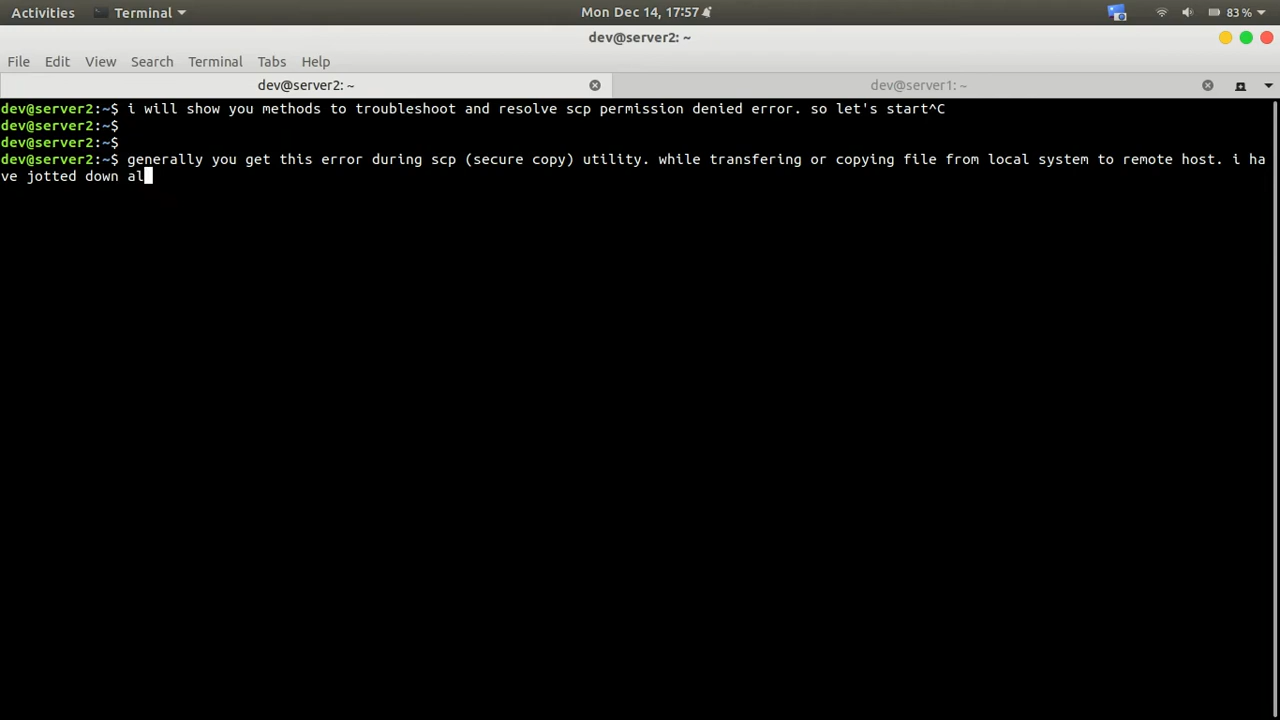 Activities Terminal Mon Dec 14, 17:57 83%
dev@server2: ~
File Edit View Search Terminal Tabs Help
dev@server2: ~ dev@server1: ~
dev@server2:~$ i will show you methods to troubleshoot and resolve scp permission denied error. so let's start^C
dev@server2:~$
dev@server2:~$
dev@server2:~$ generally you get this error during scp (secure copy) utility. while transfering or copying file from local system to remote host. i ha
ve jotted down al